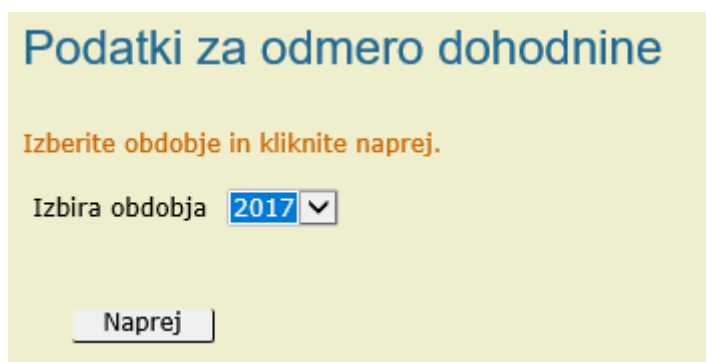 Podatki za odmero dohodnine
Izberite obdobje in kliknite naprej.
Izbira obdobja 2017
Naprej